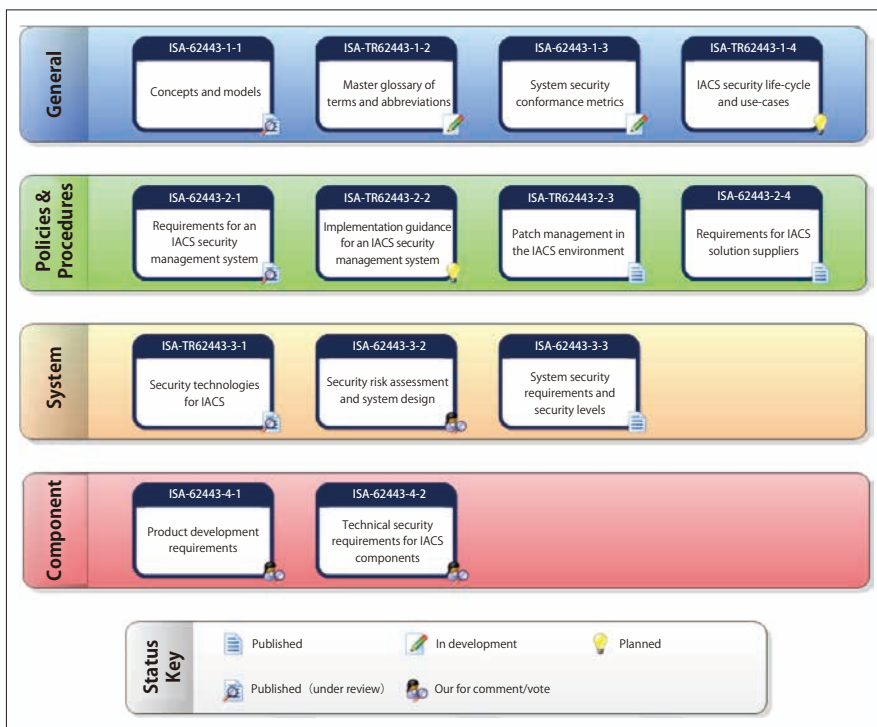 General
ISA-62443-1-1
Concepts and models
ISA-TR62443-1-2
Master glossary of
terms and abbreviations
ISA-62443-1-3
System security
conformance metrics
ISA-TR62443-1-4
IACS security life-cycle
and use-cases
Policies &
Procedures
ISA-62443-2-1
Requirements for an
IACS security
management system
ISA-TR62443-2-2
Implementation guidance
for an IACS security
management system
ISA-TR62443-2-3
Patch management in
the IACS environment
ISA-62443-2-4
Requirements for IACS
solution suppliers
System
ISA-TR62443-3-1
Security technologies
for IACS
ISA-62443-3-2
Security risk assessment
and system design
ISA-62443-3-3
System security
requirements and
security levels
Component
ISA-62443-4-1
Product development
requirements
ISA-62443-4-2
Technical security
requirements for IACS
components
Status
Key
Published
In development
Planned
Published（under review）
Our for comment/vote